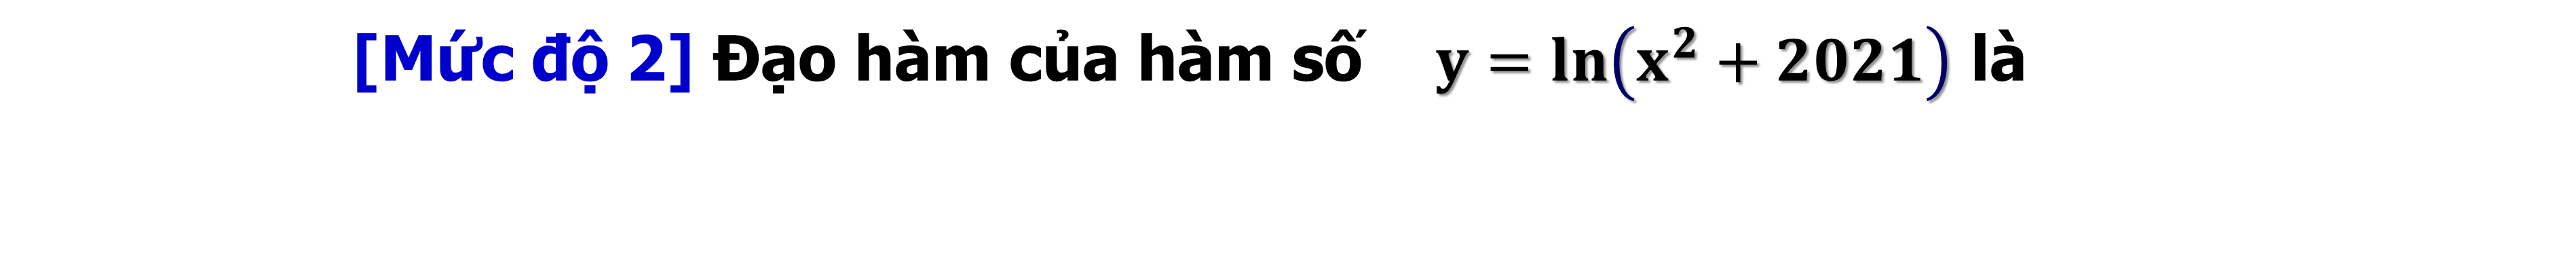 [Mức độ 2] Đạo hàm của hàm số y = ln(x² + 2021) là